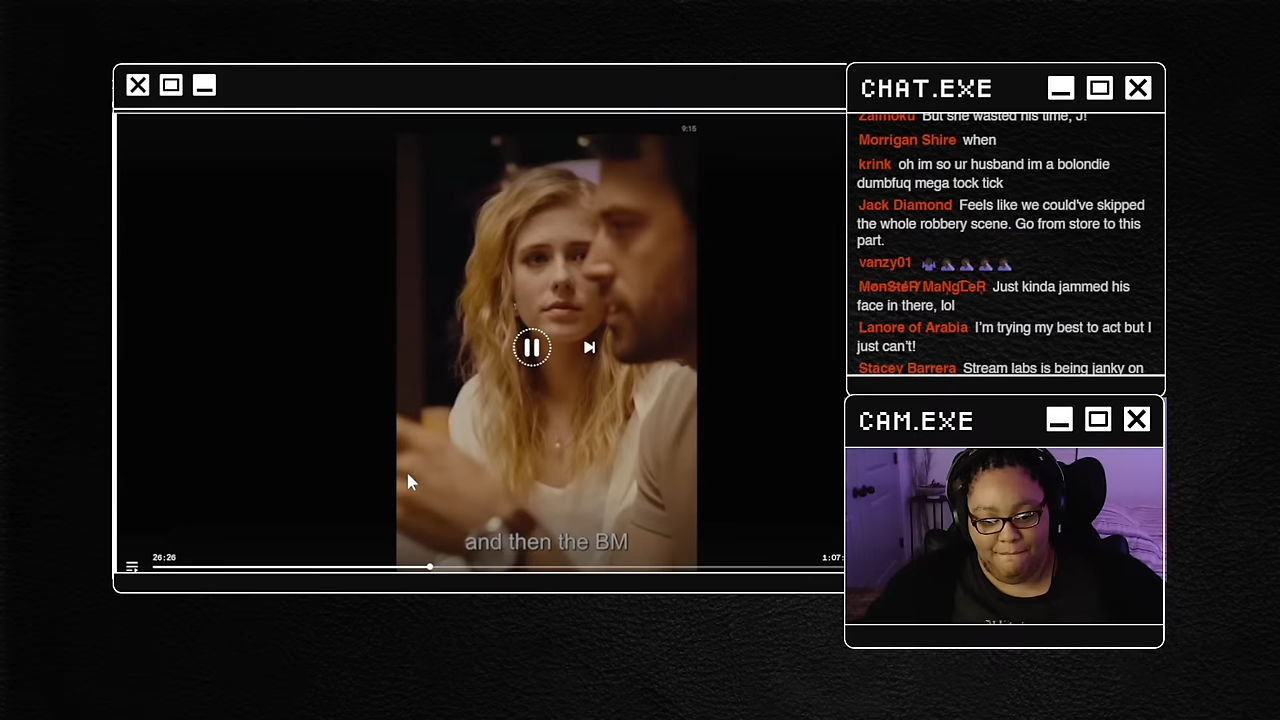 CHAT.EXE
Zaimoku But she wasted his time, J!
Morrigan Shire when
krink oh im so ur husband im a bolondie
dumbfuq mega tock tick
Jack Diamond Feels like we could've skipped
the whole robbery scene. Go from store to this
part.
vanzy01
MonSteR MaNgLeR Just kinda jammed his
face in there, lol
Lanore of Arabia I'm trying my best to act but I
just can't!
Stacey Barrera Stream labs is being janky on
9:15
and then the BM
26:26
1:07:
CAM.EXE